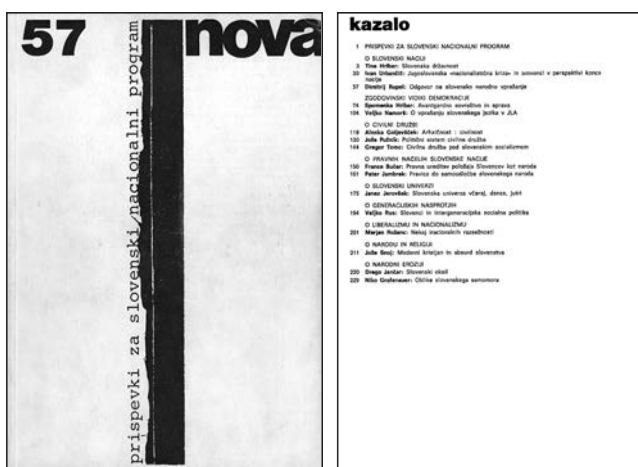 57 nova
prispevki za slovenski nacionalni program
kazalo
1 PRISPEVKI ZA SLOVENSKI NACIONALNI PROGRAM
O SLOVENSKI NACIJI
3 Tine Hribar: Slovenska državnost
30 Ivan Urbančič: Jugoslovanska »nacionalistična kriza« in Slovenci v perspektivi konca
nacije
57 Dimitrij Rupel: Odgovor na slovensko narodno vprašanje
ZGODOVINSKI VIDIKI DEMOKRACIJE
74 Spomenka Hribar: Avantgardno sovraštvo in sprava
104 Veljko Namorš: O vprašanju slovenskega jezika v JLA
O CIVILNI DRUŽBI
118 Alenka Goljevšček: : civilnost
130 Jože Pučnik: Politični sistem civilne družbe
144 Gregor Tomc: Civilna družba pod slovenskim socializmom
O PRAVNIH NAČELIH SLOVENSKE NACIJE
150 France Bučar: Pravna ureditev položaja Slovencev kot naroda
161 Peter Jambrek: Pravica do samoodločbe slovenskega naroda
O SLOVENSKI UNIVERZI
175 Janez Jerovšek: Slovenska univerza včeraj, danes, jutri
O GENERACIJSKIH NASPROTJIH
194 Veljko Rus: Slovenci in intergeneracijska socialna politika
O LIBERALIZMU IN NACIONALIZMU
201 Marjan Rožanc: Nekaj iracionalnih razsežnosti
O NARODU IN RELIGIJI
211 Jože Snoj: Moderni kristjan in absurd slovenstva
O NARODNI EROZIJI
220 Drago Jančar: Slovenski eksil
229 Niko Grafenauer: Oblike slovenskega samomora